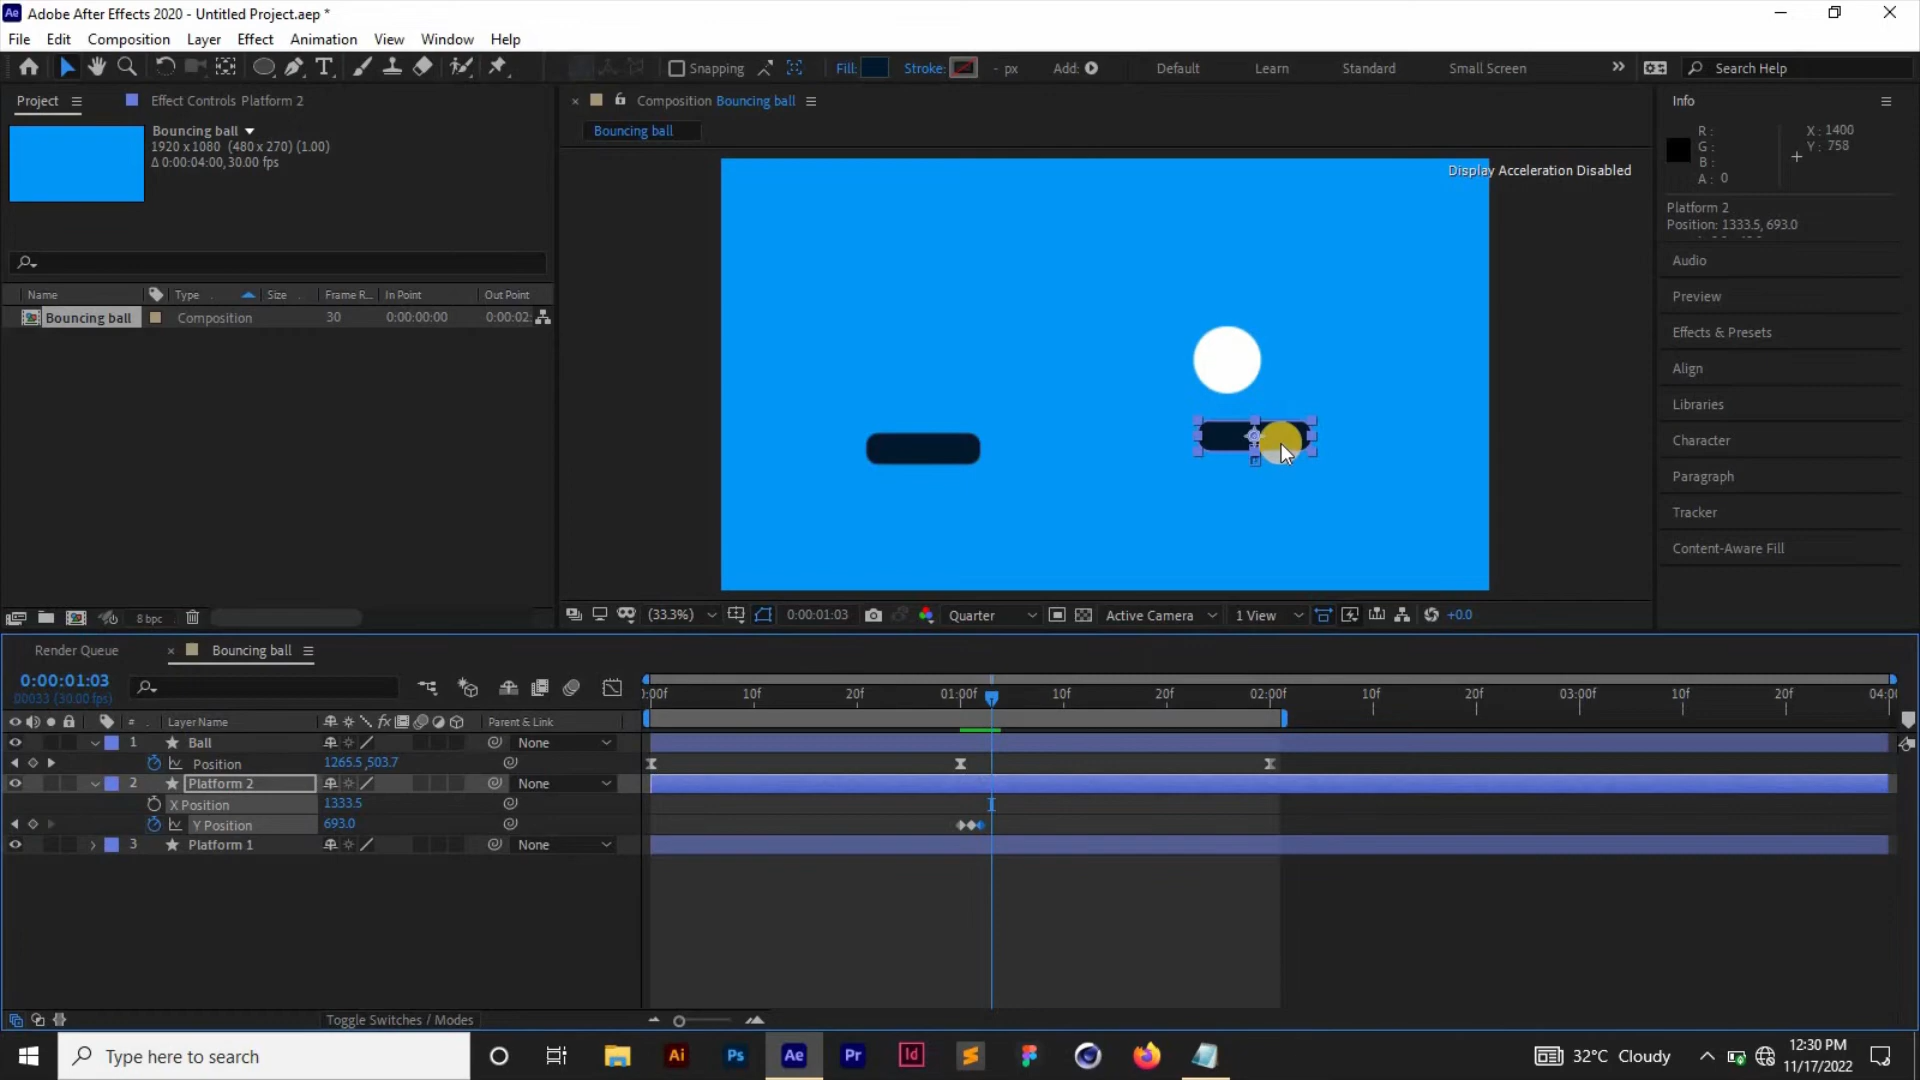 Adobe After Effects 2020 - Untitled Project.aep *
File Edit Composition Layer Effect Animation View Window Help
Snapping Fill: Stroke: - px Add: Default Learn Standard Small Screen Search Help
Project Effect Controls Platform 2
Bouncing ball
1920 x 1080 (480 x 270) (1.00)
Δ 0:00:04:00, 30.00 fps
Name Type Size Frame R... In Point Out Point
Bouncing ball Composition 30 0:00:00:00 0:00:02:
8 bpc
Composition Bouncing ball
Bouncing ball
Display Acceleration Disabled
(33.3%) 0:00:01:03 Quarter Active Camera 1 View +0.0
Info
R: X: 1400
G: Y: 758
B:
A: 0
Platform 2
Position: 1333.5, 693.0
Audio
Preview
Effects & Presets
Align
Libraries
Character
Paragraph
Tracker
Content-Aware Fill
Render Queue Bouncing ball
0:00:01:03
00033 (30.00 fps)
:00f 10f 20f 01:00f 10f 20f 02:00f 10f 20f 03:00f 10f 20f 04:0
# Layer Name Parent & Link
1 Ball None
Position 1265.5, 503.7
2 Platform 2 None
X Position 1333.5
Y Position 693.0
3 Platform 1 None
Toggle Switches / Modes
Type here to search
Ai Ps Ae Pr Id
32°C Cloudy
12:30 PM
11/17/2022